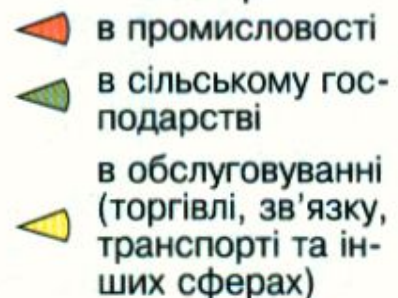 в промисловості
в сільському гос-
подарстві
в обслуговуванні
(торгівлі, зв'язку,
транспорті та ін-
ших сферах)